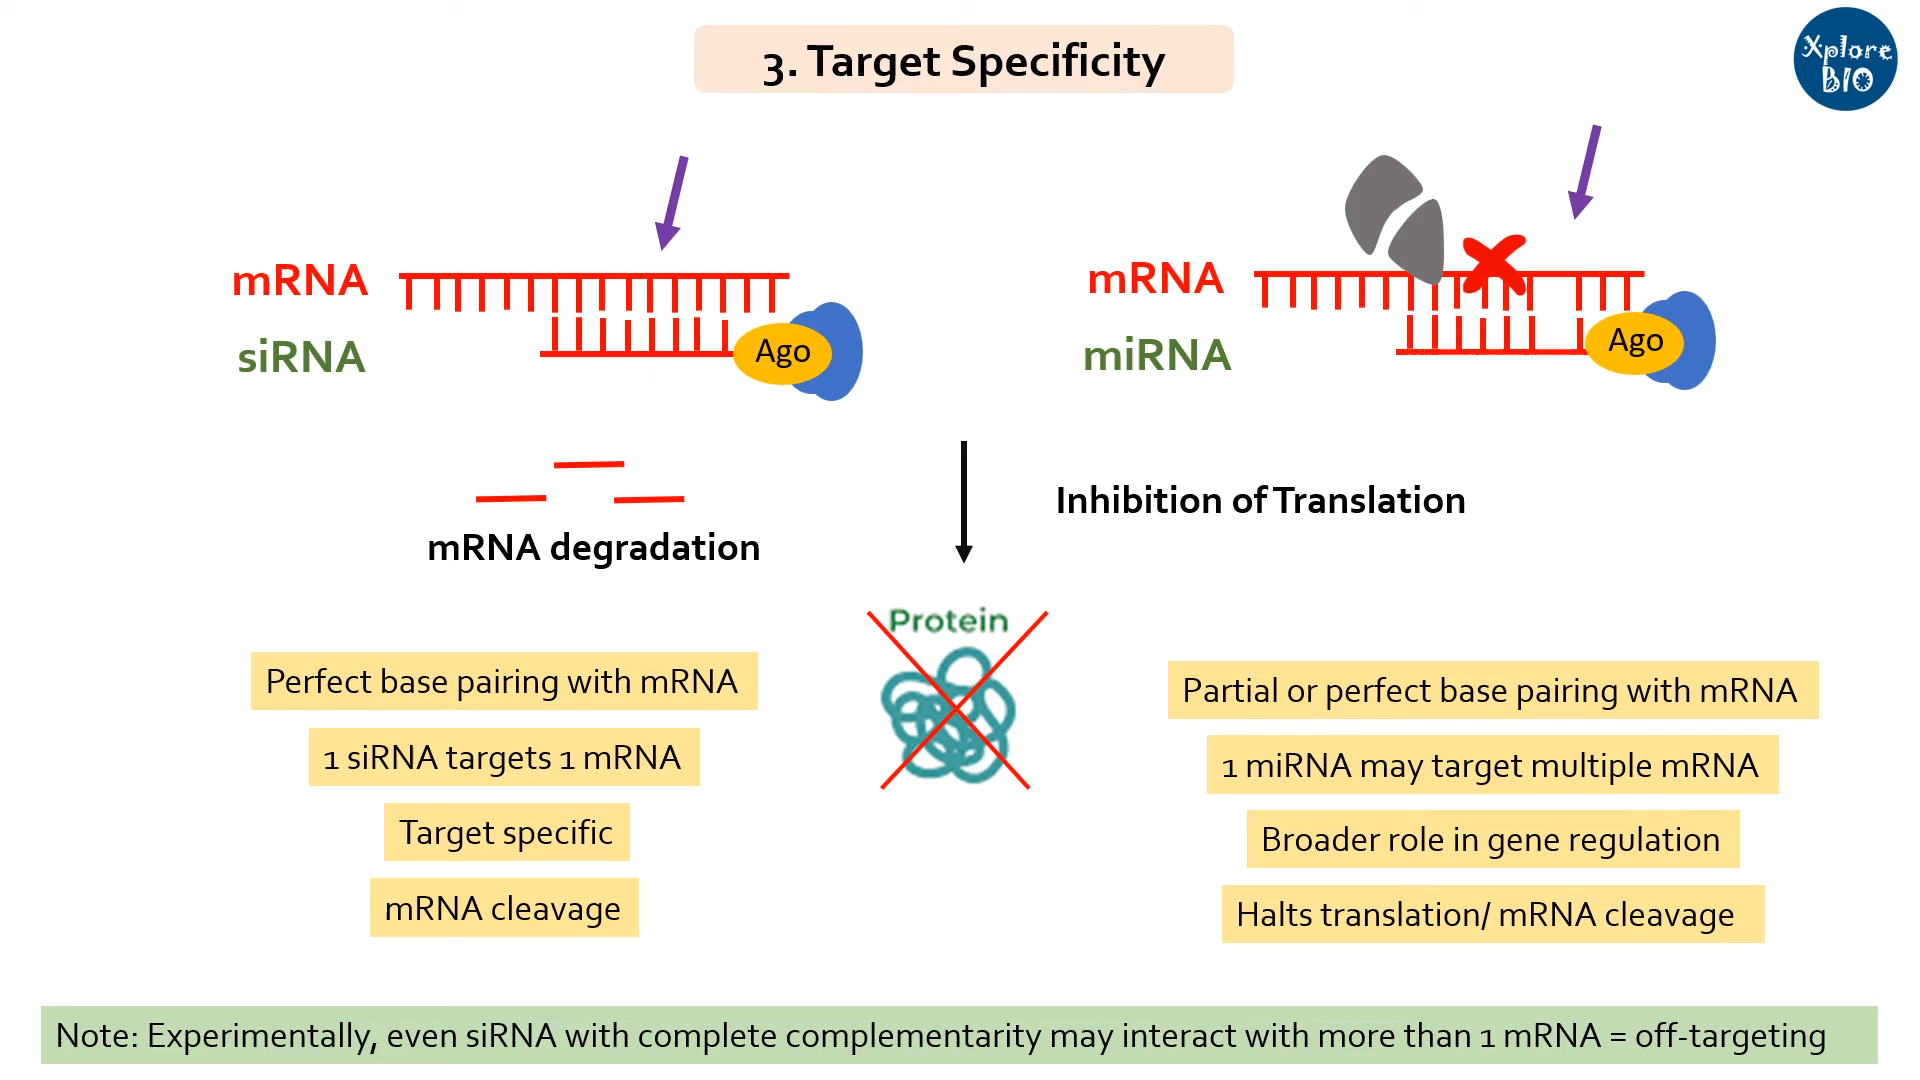 3. Target Specificity
Xplore
BIO
mRNA
siRNA
Ago
mRNA degradation
mRNA
miRNA
Ago
Inhibition of Translation
Protein
Perfect base pairing with mRNA
1 siRNA targets 1 mRNA
Target specific
mRNA cleavage
Partial or perfect base pairing with mRNA
1 miRNA may target multiple mRNA
Broader role in gene regulation
Halts translation/ mRNA cleavage
Note: Experimentally, even siRNA with complete complementarity may interact with more than 1 mRNA = off-targeting